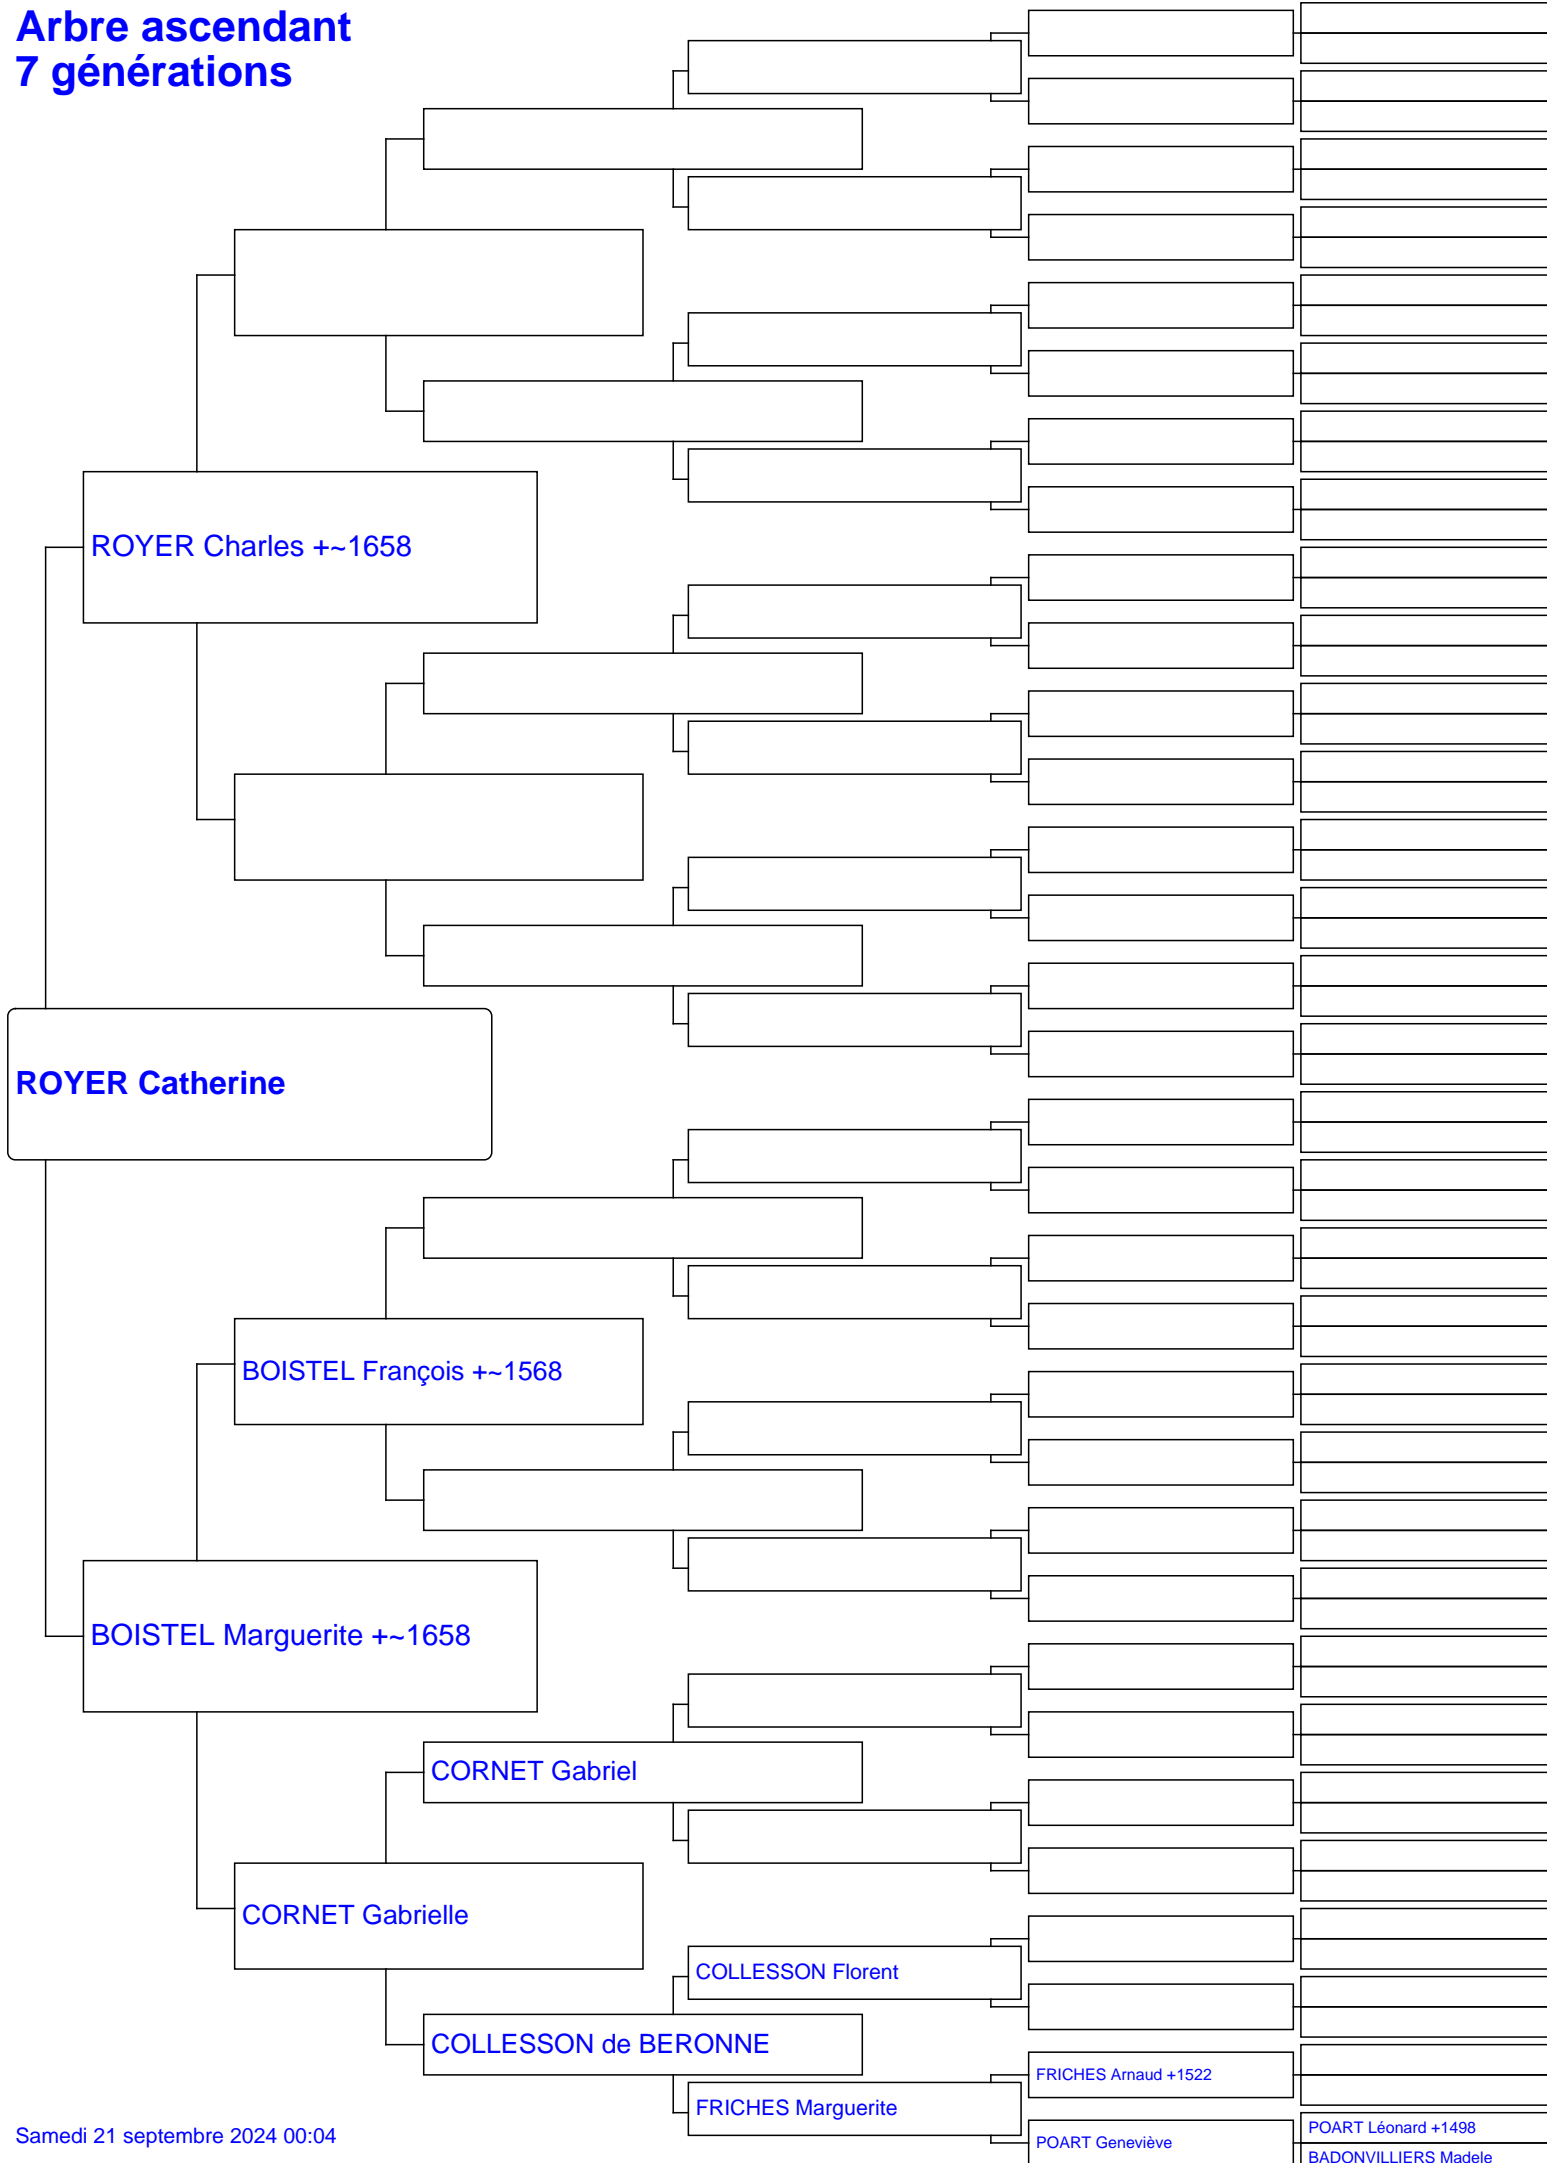 Arbre ascendant
7 générations
ROYER Charles +~1658
ROYER Catherine
BOISTEL François +~1568
BOISTEL Marguerite +~1658
CORNET Gabriel
CORNET Gabrielle
COLLESSON Florent
COLLESSON de BERONNE
FRICHES Arnaud +1522
FRICHES Marguerite
POART Léonard +1498
POART Geneviève
BADONVILLIERS Madele
Samedi 21 septembre 2024 00:04